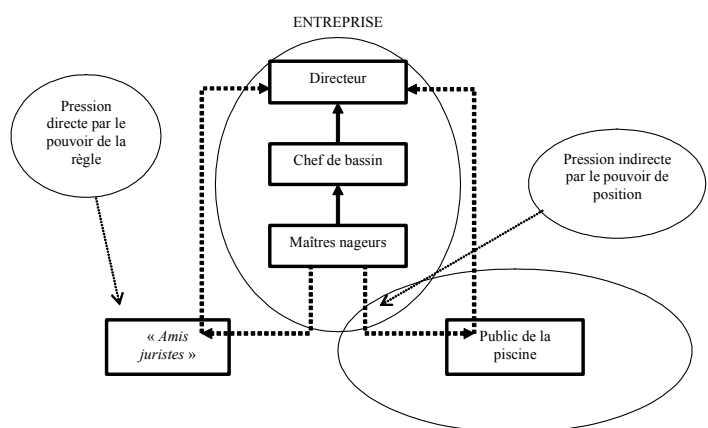 ENTREPRISE
Directeur
Pression
directe par le
pouvoir de la
règle
Chef de bassin
Pression indirecte
par le pouvoir de
position
Maîtres nageurs
« Amis
juristes »
Public de la
piscine